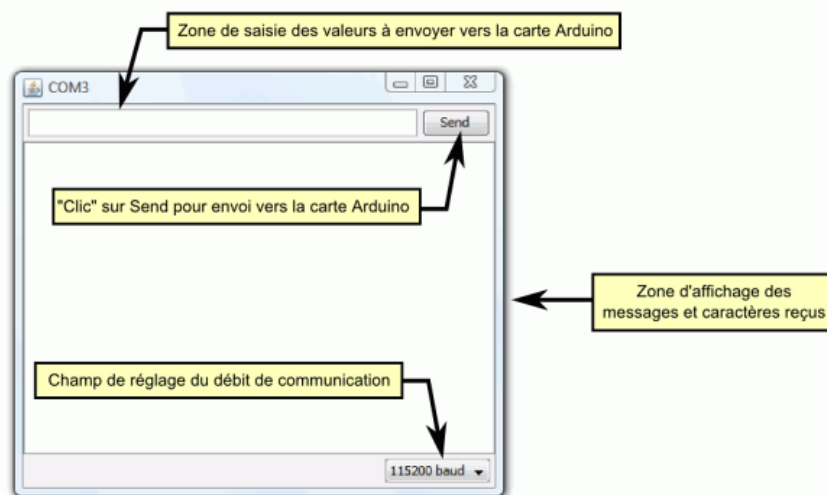 Zone de saisie des valeurs à envoyer vers la carte Arduino
COM3
Send
"Clic" sur Send pour envoi vers la carte Arduino
Zone d'affichage des
messages et caractères reçus
Champ de réglage du débit de communication
115200 baud